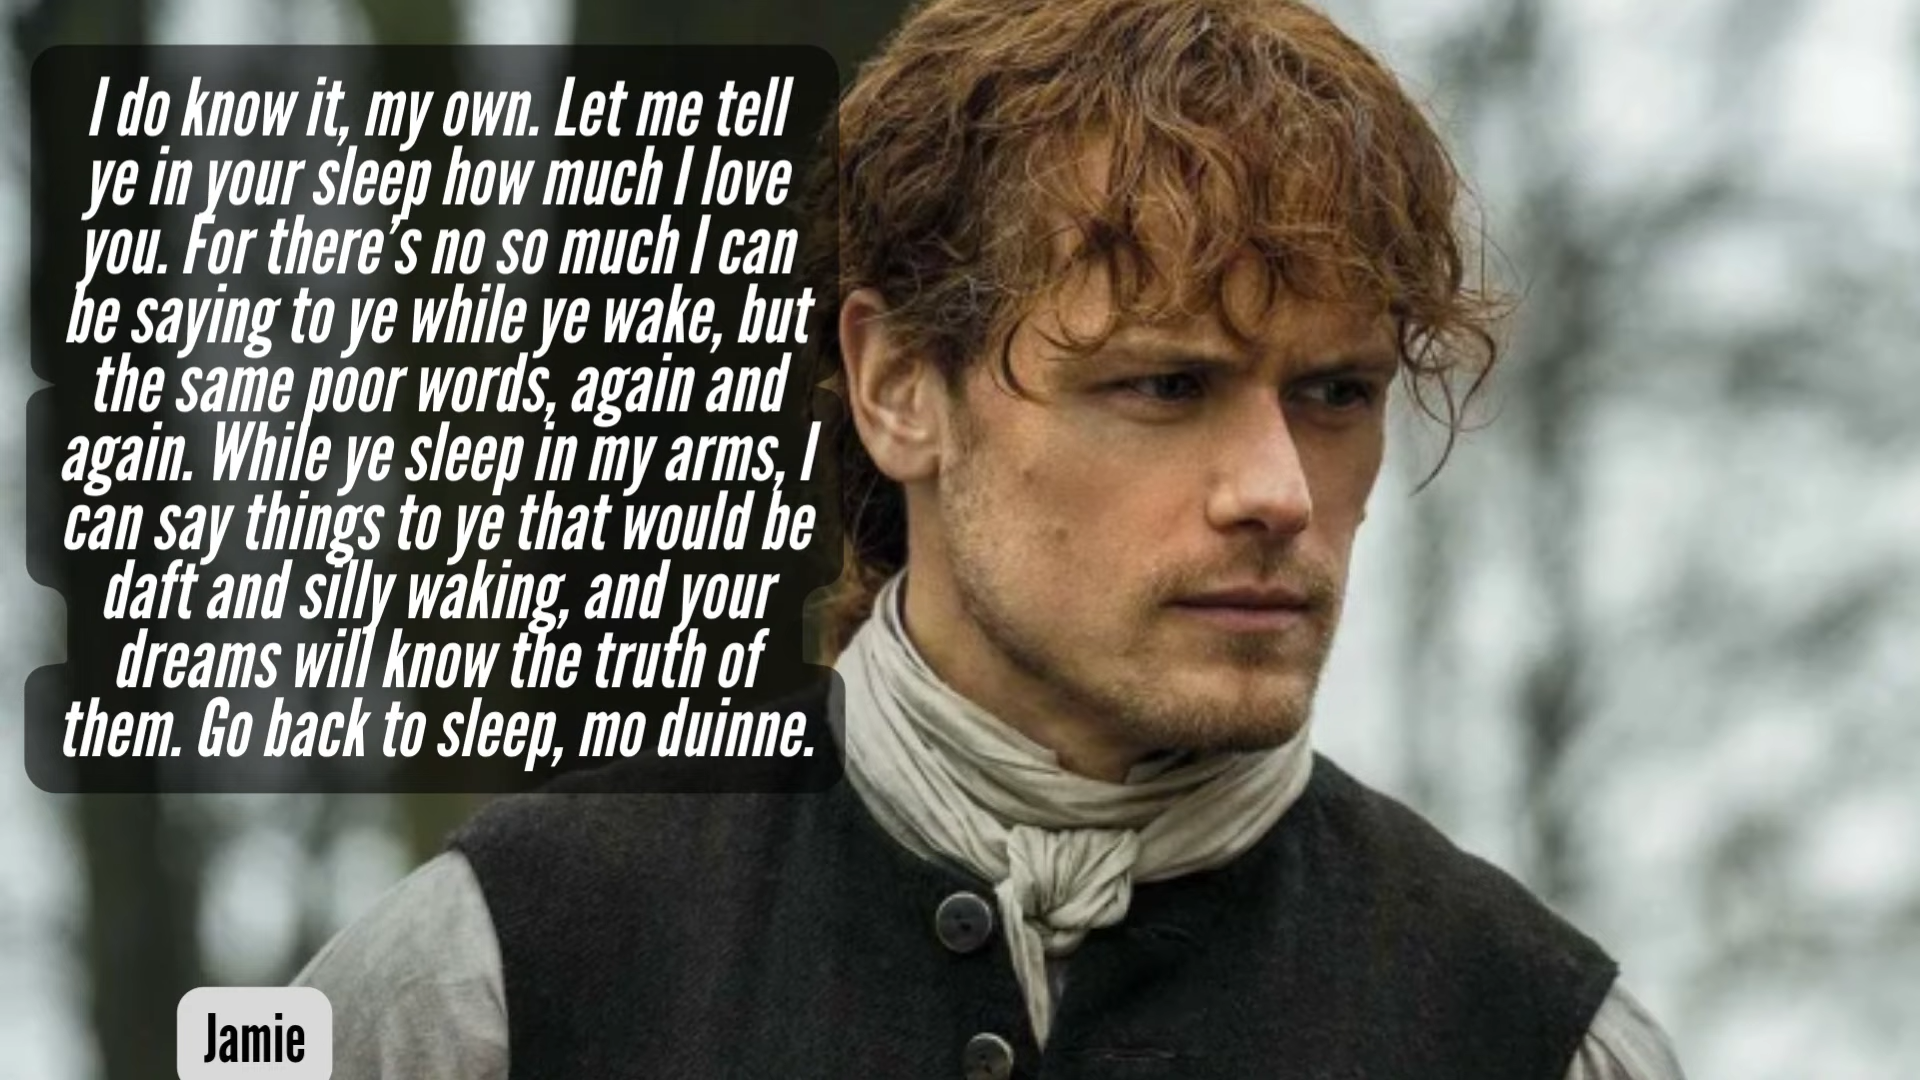 I do know it, my own. Let me tell
ye in your sleep how much I love
you. For there's no so much I can
be saying to ye while ye wake, but
the same poor words, again and
again. While ye sleep in my arms, I
can say things to ye that would be
daft and silly waking, and your
dreams will know the truth of
them. Go back to sleep, mo duinne.
Jamie